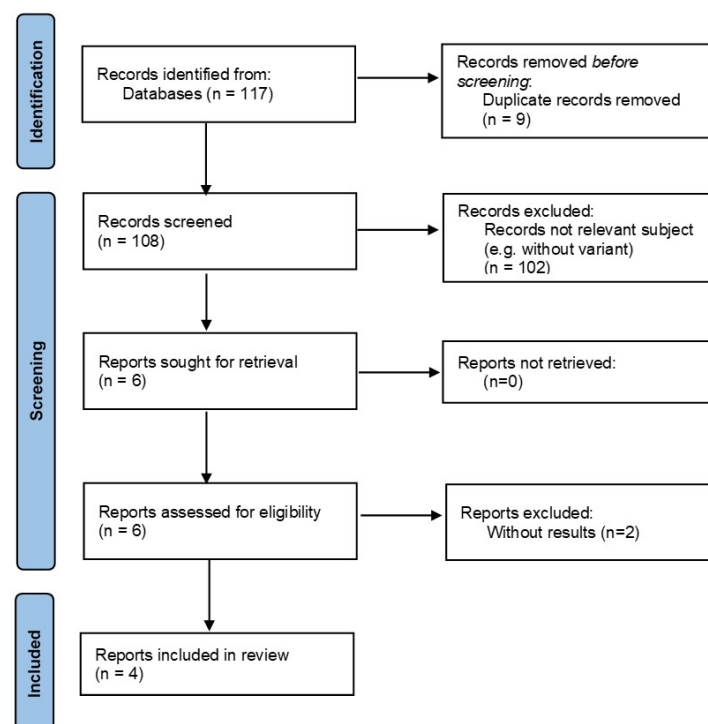 Identification
Records identified from:
Databases (n = 117)
Records removed before
screening:
Duplicate records removed
(n = 9)
Screening
Records screened
(n = 108)
Records excluded:
Records not relevant subject
(e.g. without variant)
(n = 102)
Reports sought for retrieval
(n = 6)
Reports not retrieved:
(n=0)
Reports assessed for eligibility
(n = 6)
Reports excluded:
Without results (n=2)
Included
Reports included in review
(n = 4)